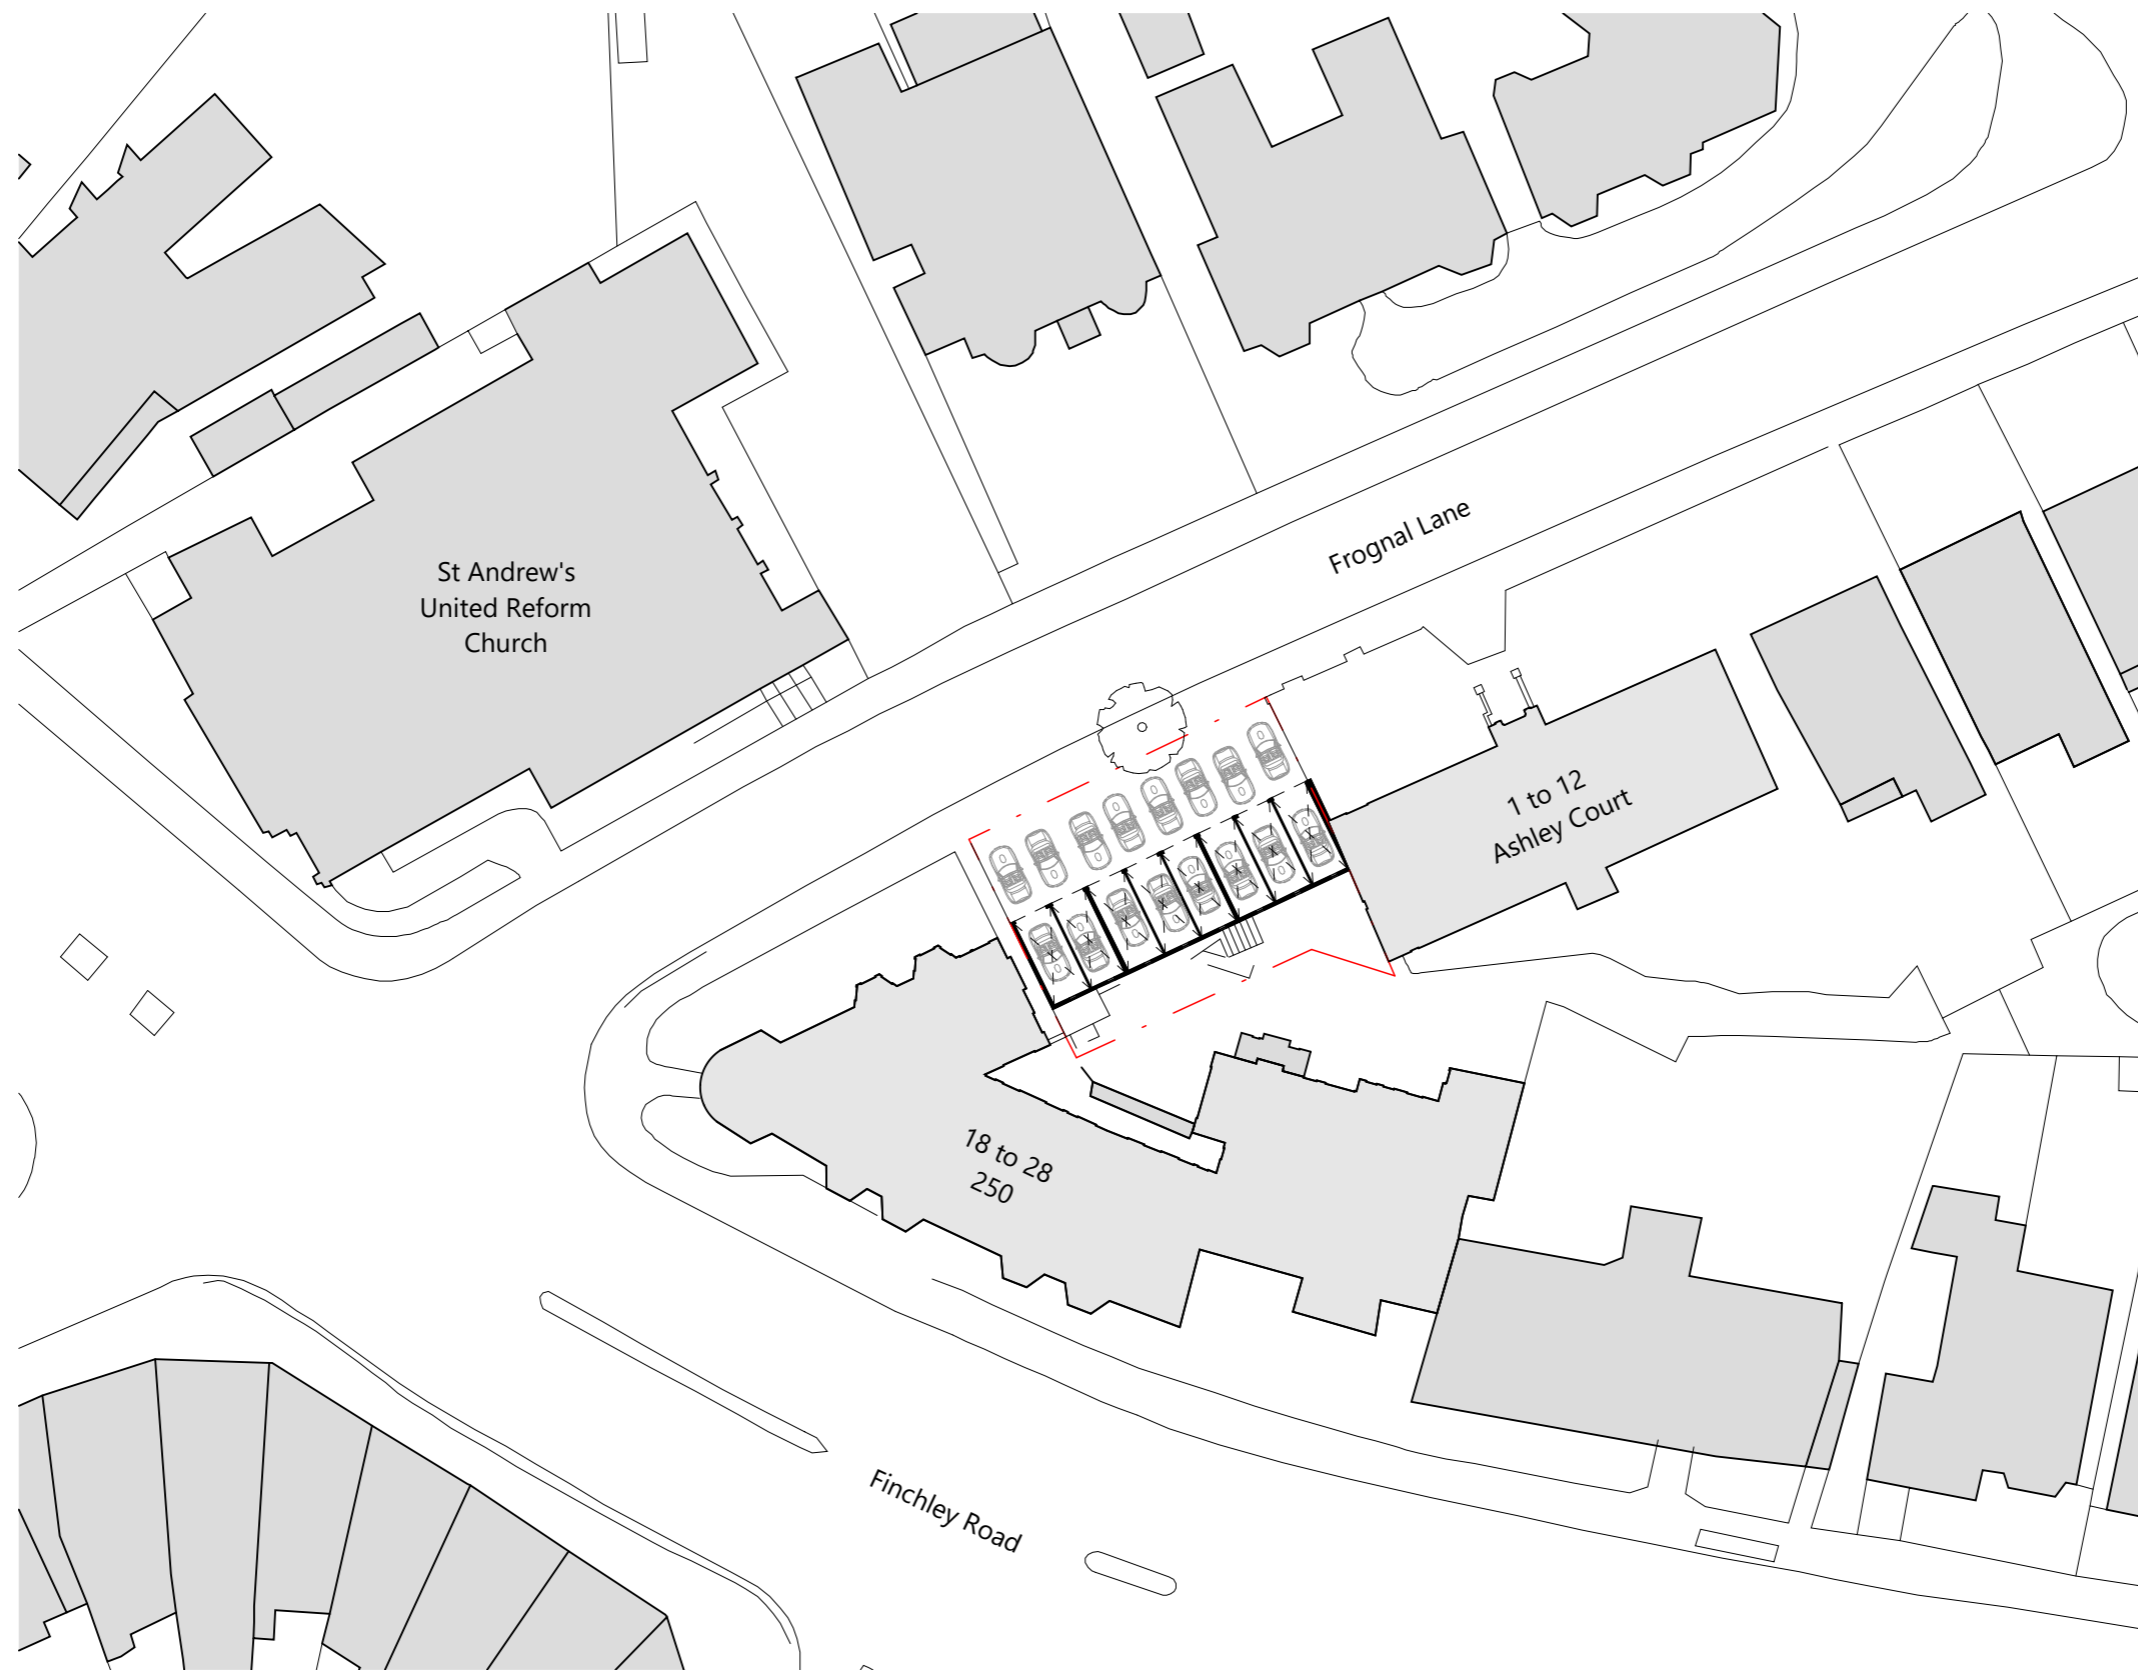 Frognal Lane
St Andrew's
United Reform
Church
1 to 12
Ashley Court
18 to 28
250
Finchley Road